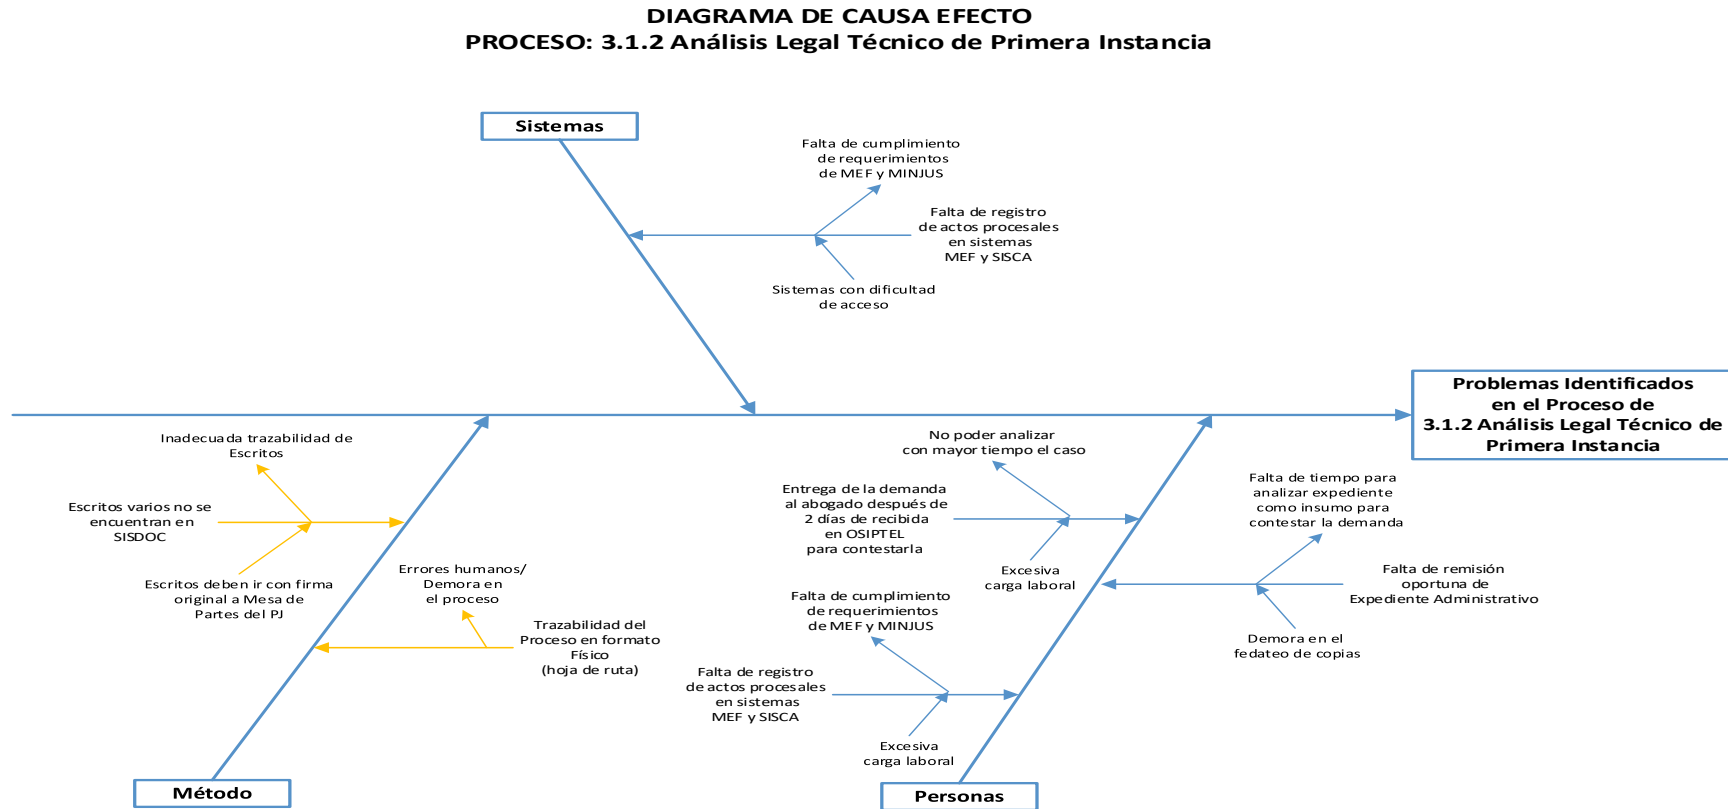 DIAGRAMA DE CAUSA EFECTO
PROCESO: 3.1.2 Análisis Legal Técnico de Primera Instancia
Sistemas
Falta de cumplimiento
de requerimientos
de MEF y MINJUS
Falta de registro
de actos procesales
en sistemas
MEF y SISCA
Sistemas con dificultad
de acceso
Problemas Identificados
en el Proceso de
3.1.2 Análisis Legal Técnico de
Primera Instancia
Inadecuada trazabilidad de
Escritos
Escritos varios no se
encuentran en
SISDOC
Escritos deben ir con firma
original a Mesa de
Partes del PJ
Errores humanos/
Demora en
el proceso
Trazabilidad del
Proceso en formato
Físico
(hoja de ruta)
Método
No poder analizar
con mayor tiempo el caso
Entrega de la demanda
al abogado después de
2 días de recibida
en OSIPTEL
para contestarla
Excesiva
carga laboral
Falta de tiempo para
analizar expediente
como insumo para
contestar la demanda
Falta de remisión
oportuna de
Expediente Administrativo
Demora en el
fedateo de copias
Falta de cumplimiento
de requerimientos
de MEF y MINJUS
Falta de registro
de actos procesales
en sistemas
MEF y SISCA
Excesiva
carga laboral
Personas